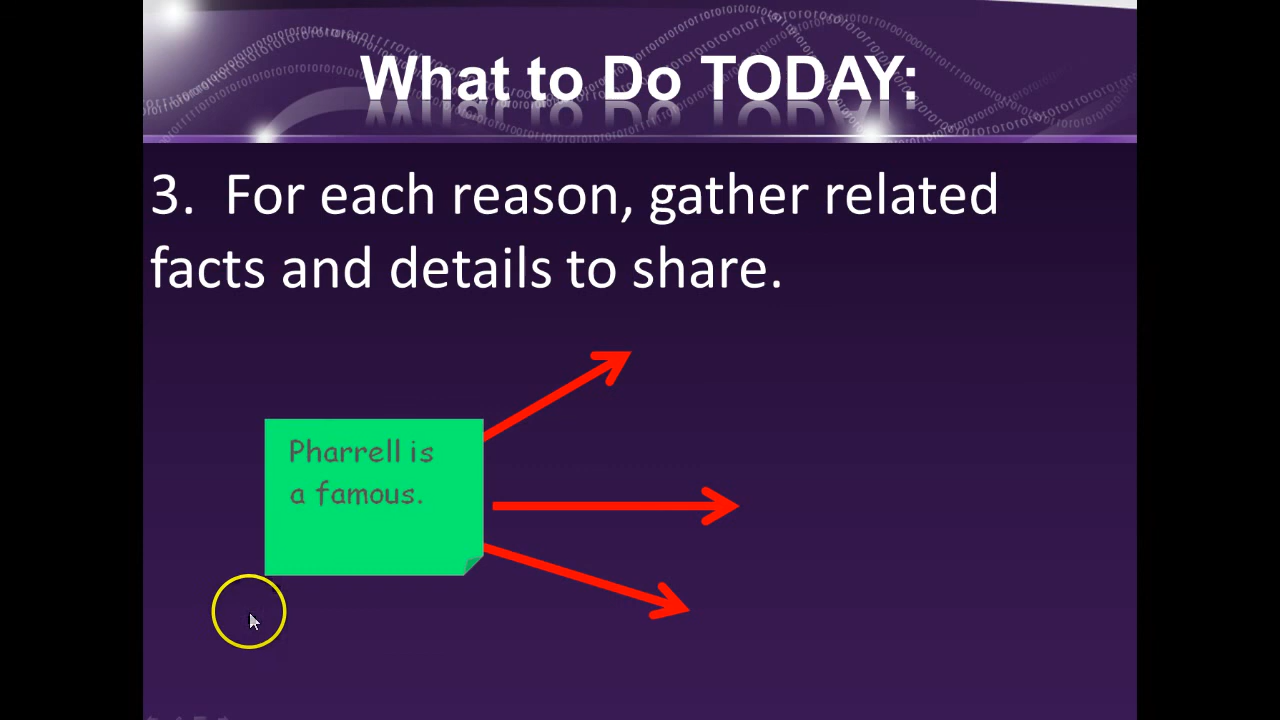 What to Do TODAY:
3. For each reason, gather related
facts and details to share.
Pharrell is
a famous.